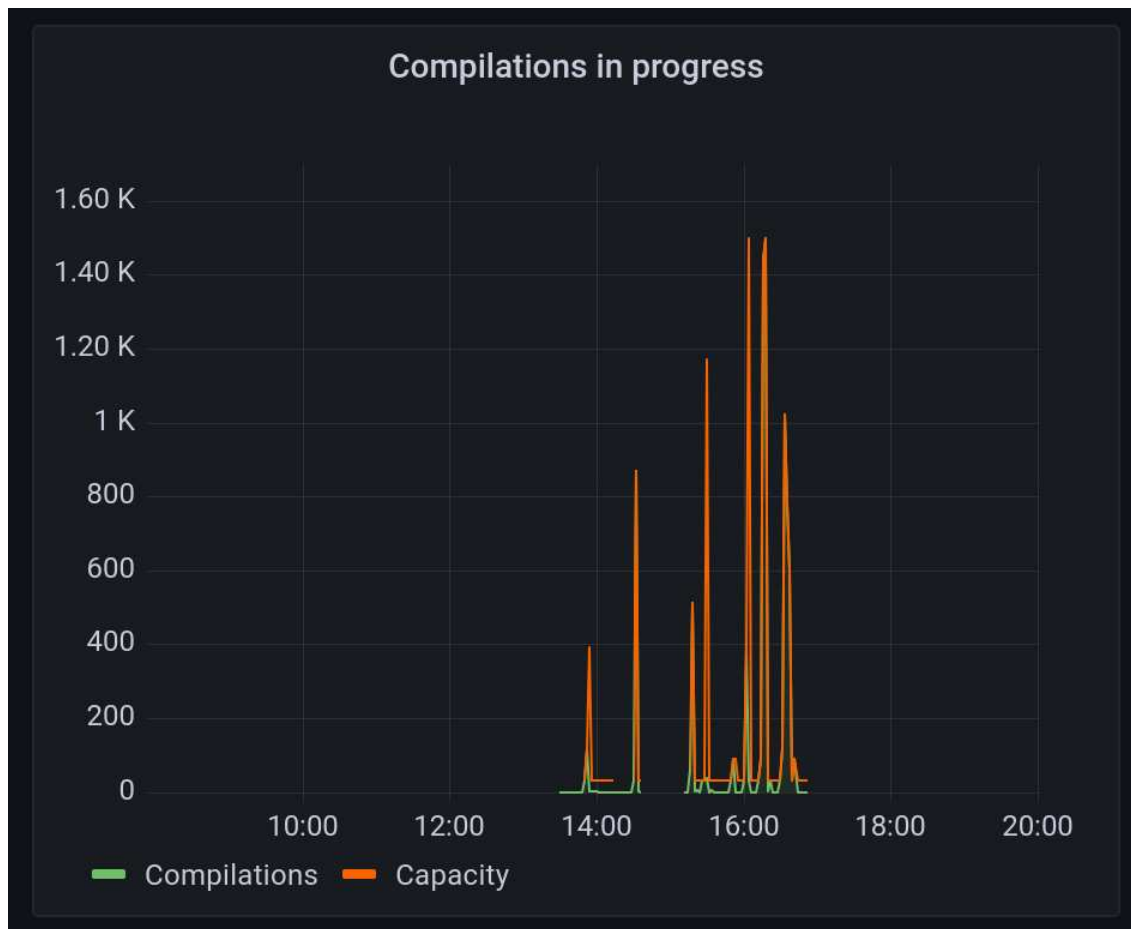 Compilations in progress
1.60 K
1.40 K
1.20 K
1 K
800
600
400
200
0
10:00 12:00 14:00 16:00 18:00 20:00
Compilations Capacity